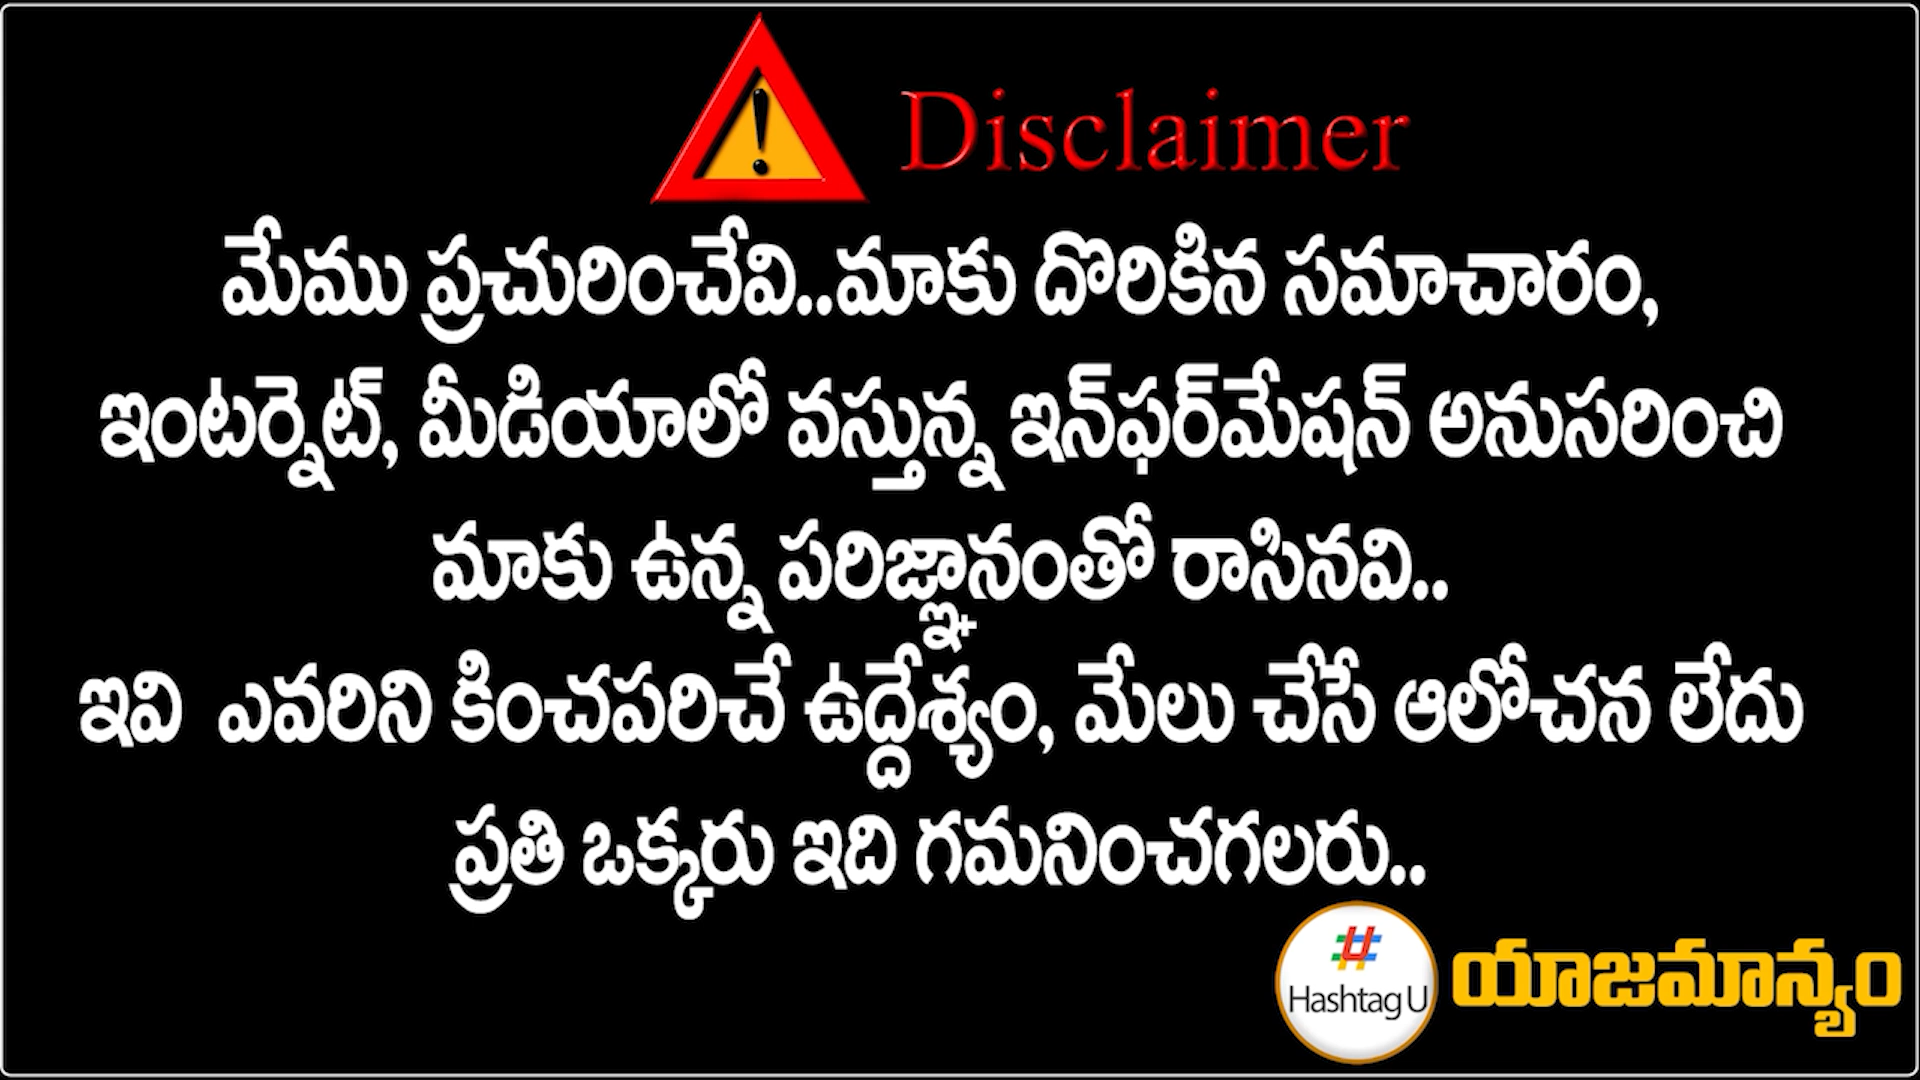 Disclaimer
మేము ప్రచురించేవి..మాకు దొరికిన సమాచారం,
ఇంటర్నెట్, మీడియాలో వస్తున్న ఇన్‌ఫర్‌మేషన్ అనుసరించి
మాకు ఉన్న పరిజ్ఞానంతో రాసినవి..
ఇవి ఎవరిని కించపరిచే ఉద్దేశ్యం, మేలు చేసే ఆలోచన లేదు
ప్రతి ఒక్కరు ఇది గమనించగలరు..
Hashtag U యాజమాన్యం